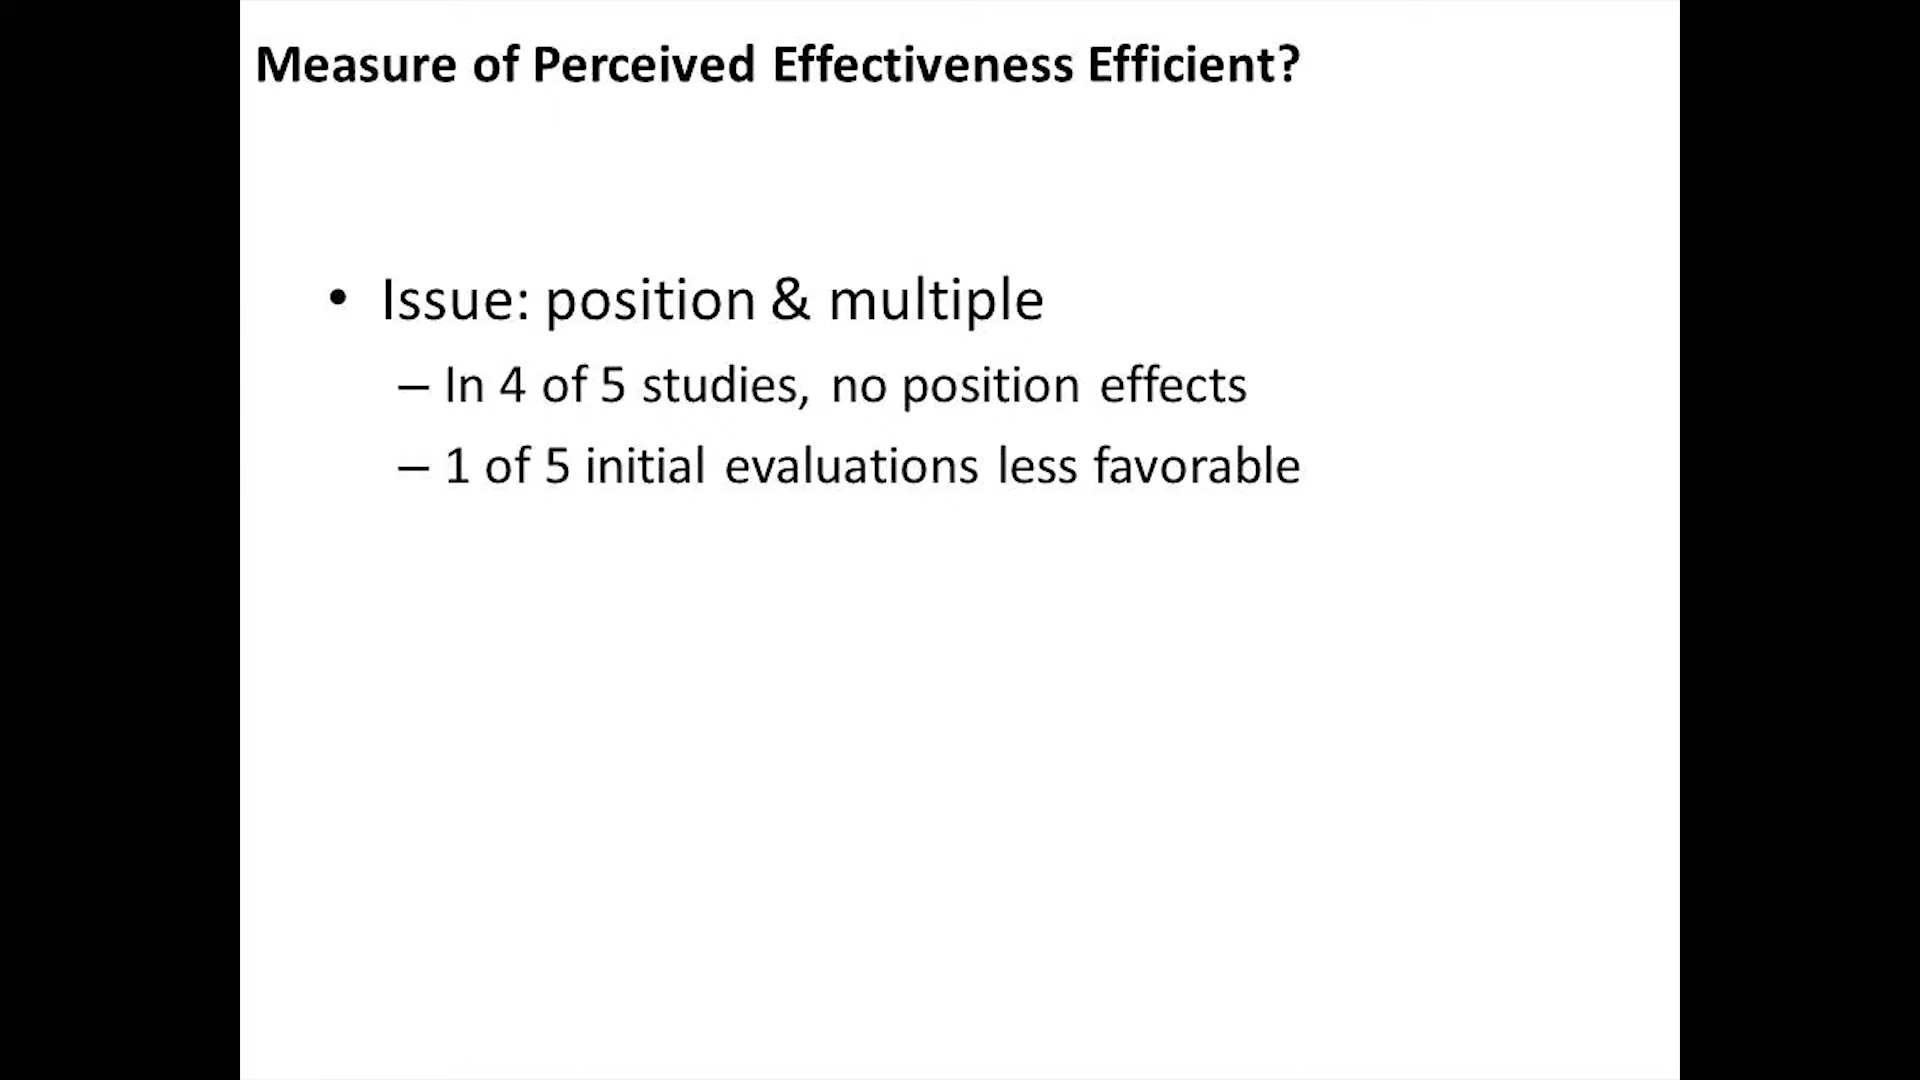 Measure of Perceived Effectiveness Efficient?
• Issue: position & multiple
– In 4 of 5 studies, no position effects
– 1 of 5 initial evaluations less favorable